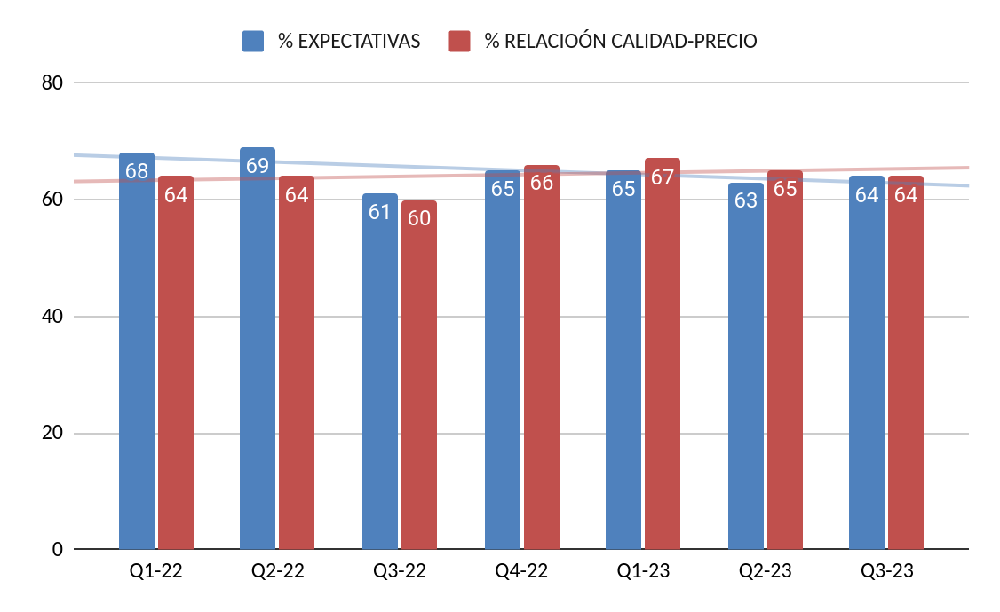 % EXPECTATIVAS % RELACIOÓN CALIDAD-PRECIO
80
60
40
20
0
68 64 69 64 61 60 65 66 65 67 63 65 64 64
Q1-22 Q2-22 Q3-22 Q4-22 Q1-23 Q2-23 Q3-23